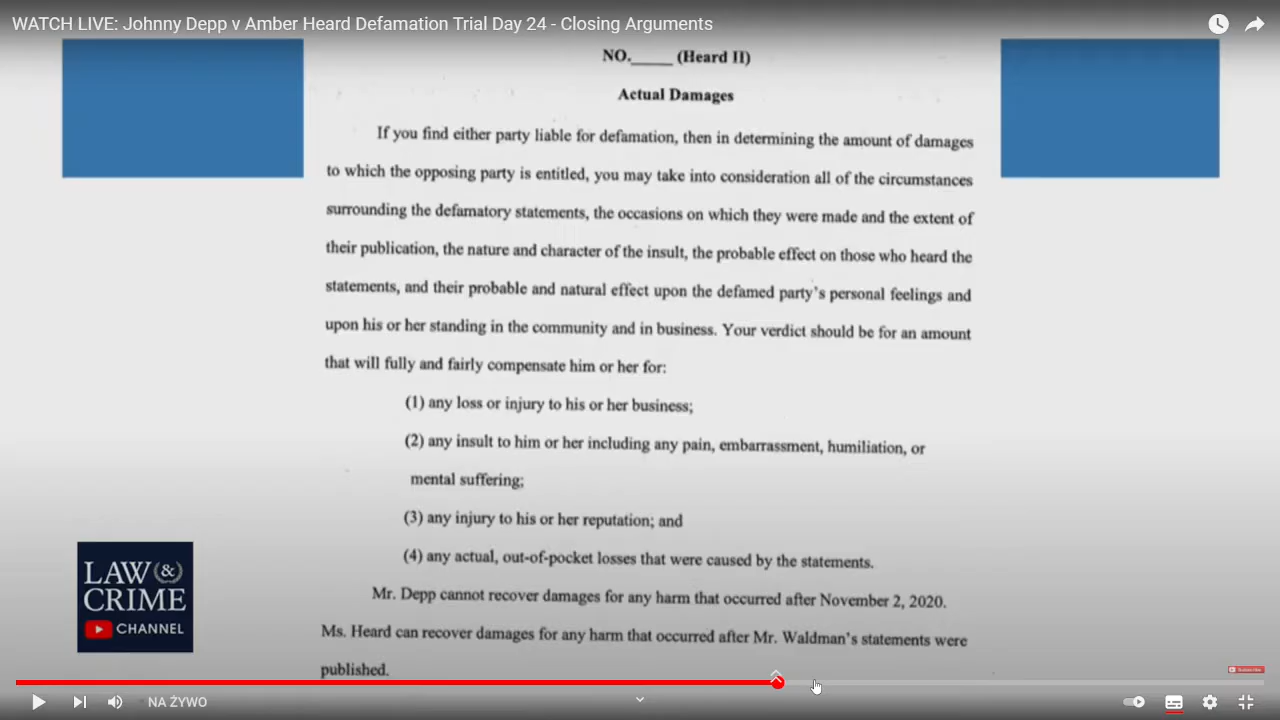 WATCH LIVE: Johnny Depp v Amber Heard Defamation Trial Day 24 - Closing Arguments
NO._____ (Heard II)
Actual Damages
If you find either party liable for defamation, then in determining the amount of damages
to which the opposing party is entitled, you may take into consideration all of the circumstances
surrounding the defamatory statements, the occasions on which they were made and the extent of
their publication, the nature and character of the insult, the probable effect on those who heard the
statements, and their probable and natural effect upon the defamed party's personal feelings and
upon his or her standing in the community and in business. Your verdict should be for an amount
that will fully and fairly compensate him or her for:
(1) any loss or injury to his or her business;
(2) any insult to him or her including any pain, embarrassment, humiliation, or
mental suffering;
(3) any injury to his or her reputation; and
(4) any actual, out-of-pocket losses that were caused by the statements.
Mr. Depp cannot recover damages for any harm that occurred after November 2, 2020.
Ms. Heard can recover damages for any harm that occurred after Mr. Waldman's statements were
published.
LAW &
CRIME
CHANNEL
NA ŻYWO